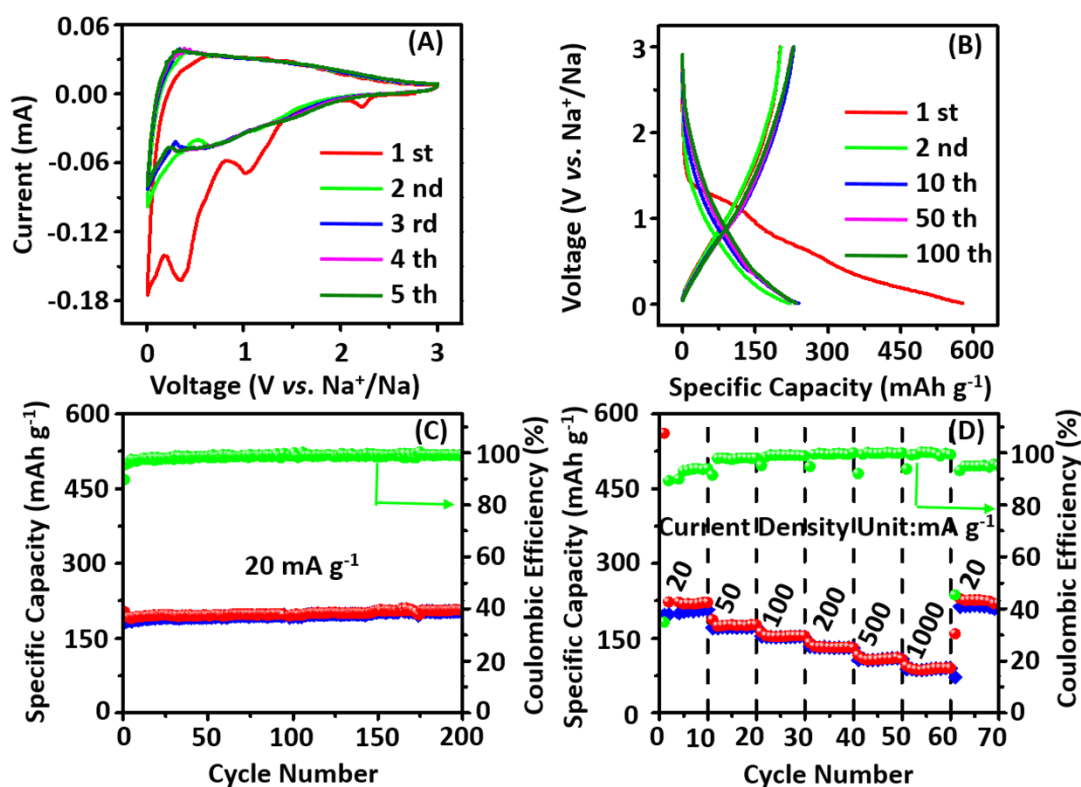 (A)
0.06
0.00
-0.06
-0.12
-0.18
Current (mA)
1 st
2 nd
3 rd
4 th
5 th
0 1 2 3
Voltage (V vs. Na⁺/Na)
(B)
3
2
1
0
Voltage (V vs. Na⁺/Na)
1 st
2 nd
10 th
50 th
100 th
0 150 300 450 600
Specific Capacity (mAh g⁻¹)
(C)
600
450
300
150
0
Specific Capacity (mAh g⁻¹)
20 mA g⁻¹
100
80
60
40
20
0
Coulombic Efficiency (%)
0 50 100 150 200
Cycle Number
(D)
600
450
300
150
0
Specific Capacity (mAh g⁻¹)
Current Density Unit:mA g⁻¹
20 50 100 200 500 1000 20
100
80
60
40
20
0
Coulombic Efficiency (%)
0 10 20 30 40 50 60 70
Cycle Number